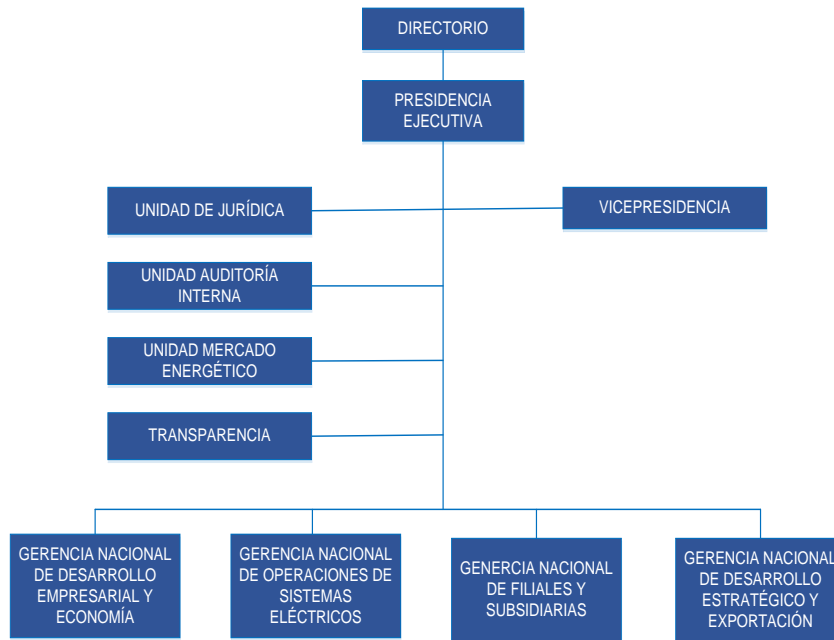 DIRECTORIO
PRESIDENCIA
EJECUTIVA
UNIDAD DE JURÍDICA
VICEPRESIDENCIA
UNIDAD AUDITORÍA
INTERNA
UNIDAD MERCADO
ENERGÉTICO
TRANSPARENCIA
GERENCIA NACIONAL
DE DESARROLLO
EMPRESARIAL Y
ECONOMÍA
GERENCIA NACIONAL
DE OPERACIONES DE
SISTEMAS
ELÉCTRICOS
GENERCIA NACIONAL
DE FILIALES Y
SUBSIDIARIAS
GERENCIA NACIONAL
DE DESARROLLO
ESTRATÉGICO Y
EXPORTACIÓN